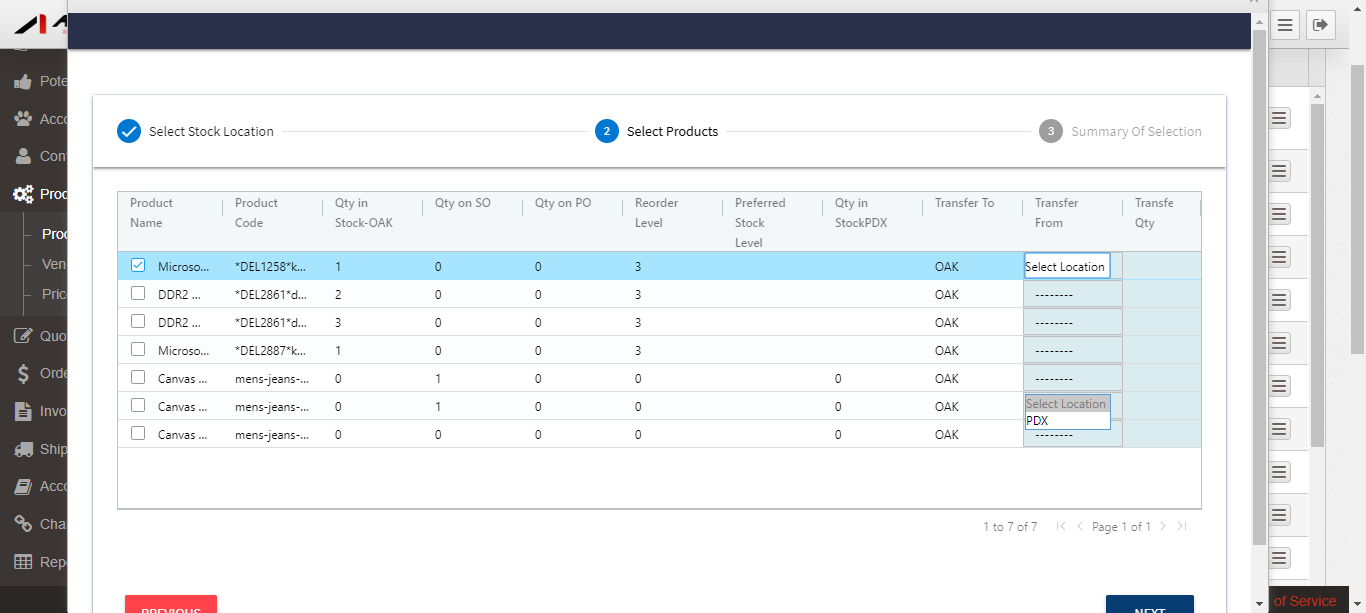 Pote
Acco
Con
Prod
Prod
Ven
Pric
Quo
Orde
Invo
Ship
Acco
Cha
Repo
Select Stock Location
2 Select Products
3 Summary Of Selection
Product Name
Product Code
Qty in Stock-OAK
Qty on SO
Qty on PO
Reorder Level
Preferred Stock Level
Qty in StockPDX
Transfer To
Transfer From
Transfe Qty
Microso... *DEL1258*k... 1 0 0 3 OAK Select Location
DDR2 ... *DEL2861*d... 2 0 0 3 OAK --------
DDR2 ... *DEL2861*d... 3 0 0 3 OAK --------
Microso... *DEL2887*k... 1 0 0 3 OAK --------
Canvas ... mens-jeans-... 0 1 0 0 0 OAK --------
Canvas ... mens-jeans-... 0 1 0 0 0 OAK
Select Location
PDX
Canvas ... mens-jeans-... 0 0 0 0 0 OAK --------
1 to 7 of 7 Page 1 of 1
PREVIOUS
NEXT
of Service